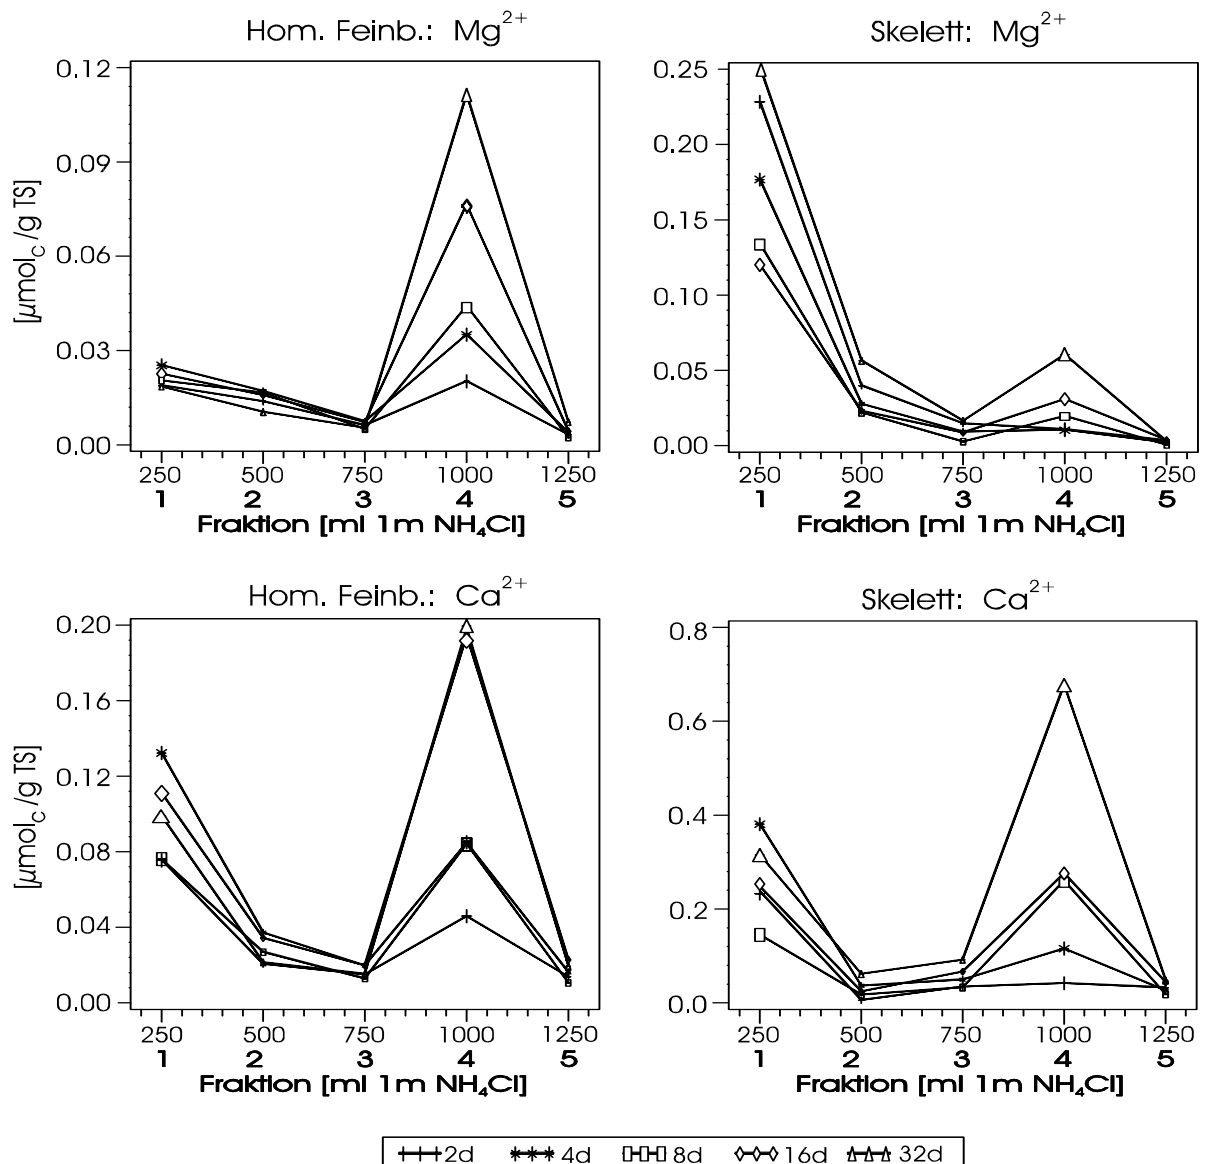 Hom. Feinb.: Mg²⁺
[µmol_C/g TS]
0.12
0.09
0.06
0.03
0.00
250 500 750 1000 1250
1 2 3 4 5
Fraktion [ml 1m NH₄Cl]
Skelett: Mg²⁺
0.25
0.20
0.15
0.10
0.05
0.00
250 500 750 1000 1250
1 2 3 4 5
Fraktion [ml 1m NH₄Cl]
Hom. Feinb.: Ca²⁺
[µmol_C/g TS]
0.20
0.16
0.12
0.08
0.04
0.00
250 500 750 1000 1250
1 2 3 4 5
Fraktion [ml 1m NH₄Cl]
Skelett: Ca²⁺
0.8
0.6
0.4
0.2
0.0
250 500 750 1000 1250
1 2 3 4 5
Fraktion [ml 1m NH₄Cl]
2d 4d 8d 16d 32d